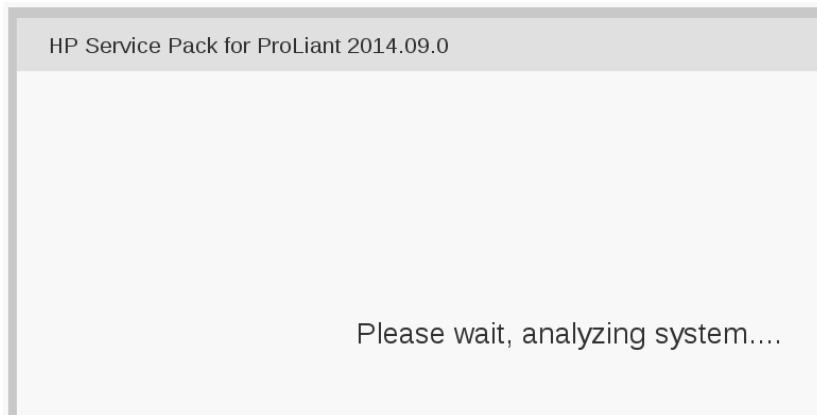 HP Service Pack for ProLiant 2014.09.0
Please wait, analyzing system....